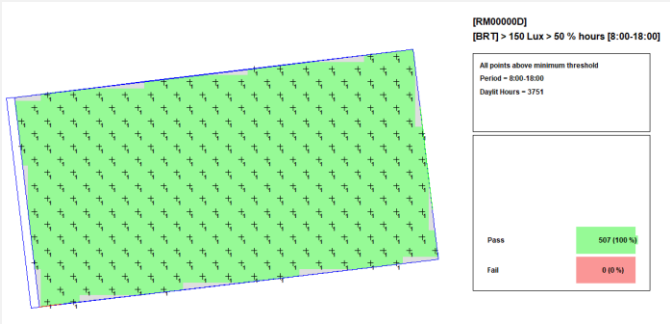 [RM00000D]
[BRT] > 150 Lux > 50 % hours [8:00-18:00]
All points above minimum threshold
Period = 8:00-18:00
Daylit Hours = 3751
Pass 507 (100 %)
Fail 0 (0 %)